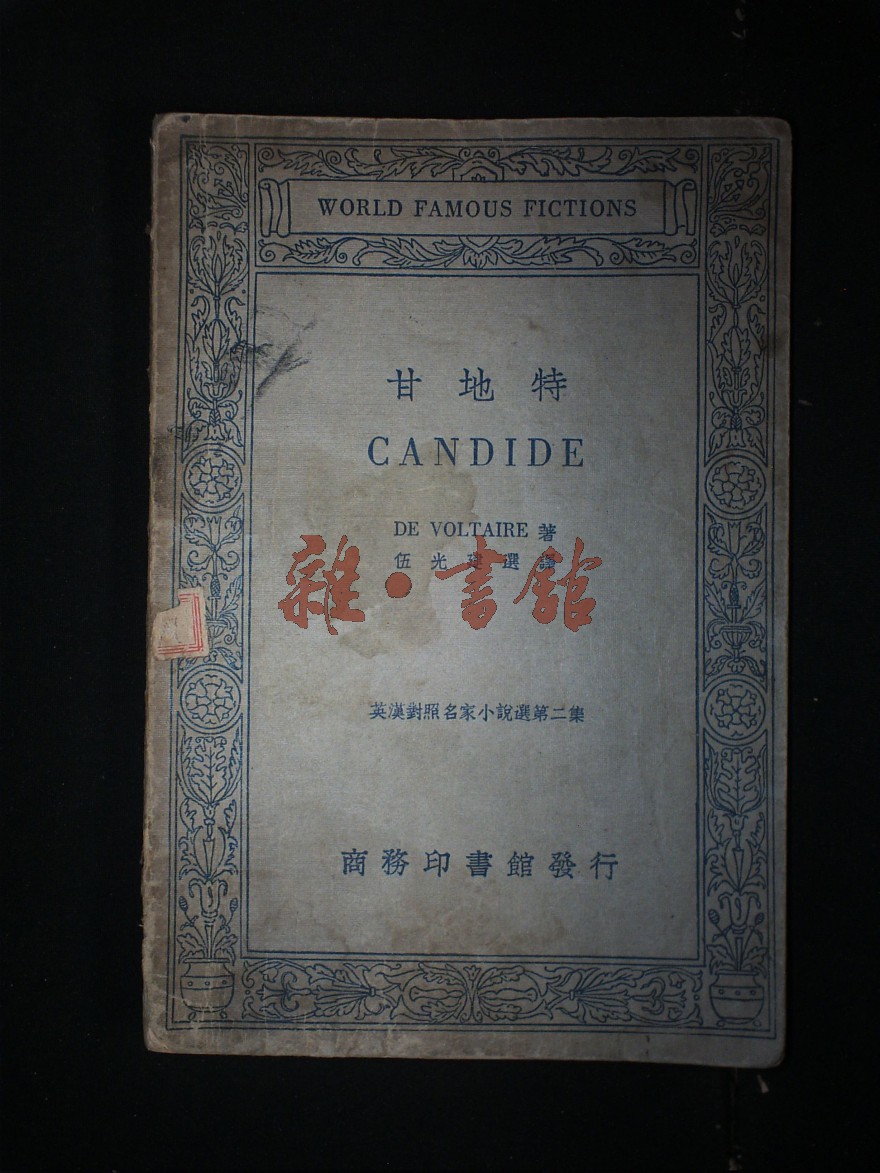 WORLD FAMOUS FICTIONS
甘地特
CANDIDE
DE VOLTAIRE 著
伍光建選譯
雜·書館
英漢對照名家小說選第二集
商務印書館發行